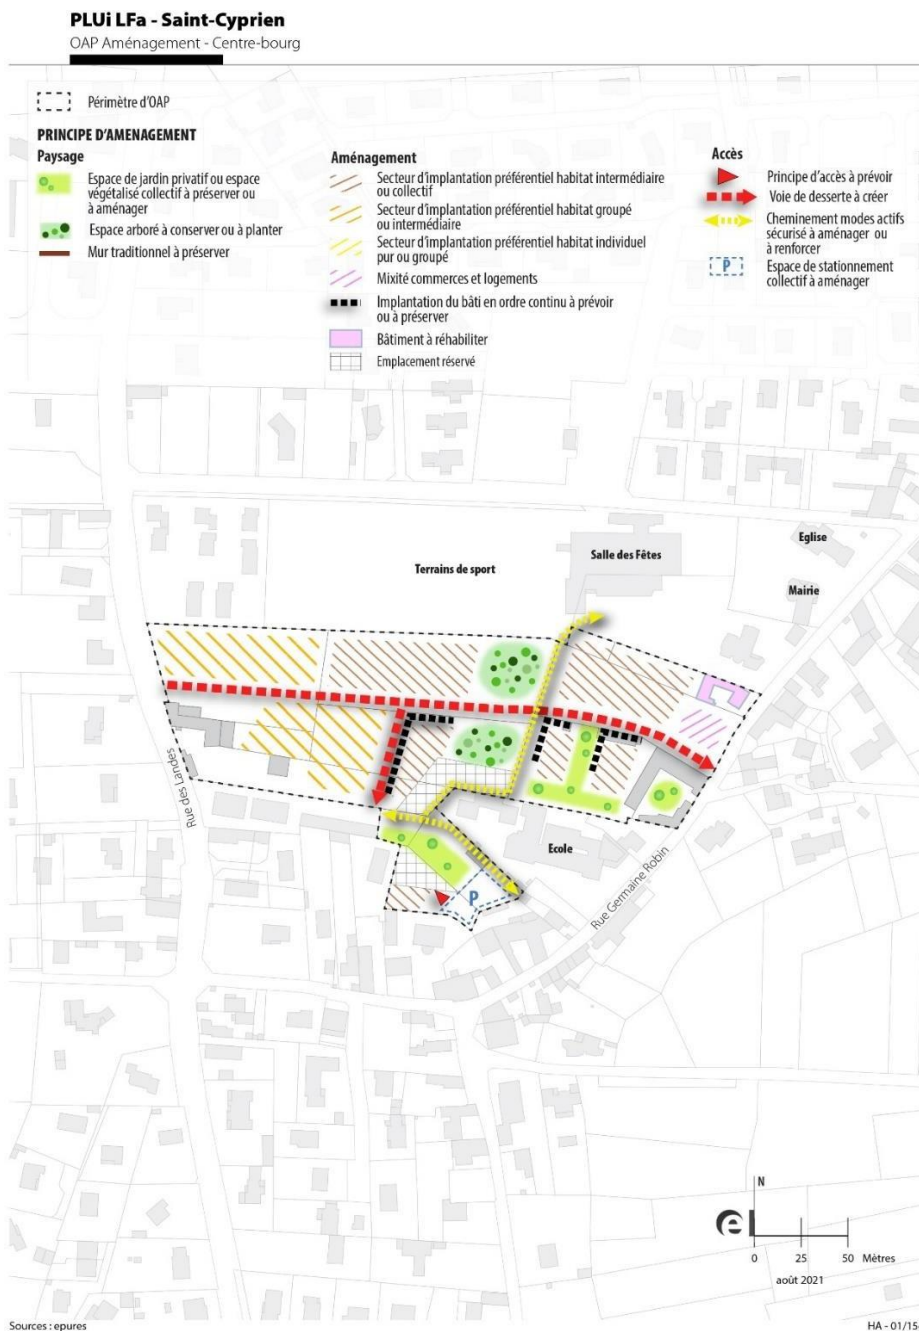 PLUi LFa - Saint-Cyprien
OAP Aménagement - Centre-bourg
Périmètre d'OAP
PRINCIPE D'AMENAGEMENT
Paysage
Espace de jardin privatif ou espace
végétalisé collectif à préserver ou
à aménager
Espace arboré à conserver ou à planter
Mur traditionnel à préserver
Aménagement
Secteur d'implantation préférentiel habitat intermédiaire
ou collectif
Secteur d'implantation préférentiel habitat groupé
ou intermédiaire
Secteur d'implantation préférentiel habitat individuel
pur ou groupé
Mixité commerces et logements
Implantation du bâti en ordre continu à prévoir
ou à préserver
Bâtiment à réhabiliter
Emplacement réservé
Accès
Principe d'accès à prévoir
Voie de desserte à créer
Cheminement modes actifs
sécurisé à aménager ou
à renforcer
P
Espace de stationnement
collectif à aménager
Terrains de sport
Salle des Fêtes
Eglise
Mairie
Rue des Landes
Ecole
P
Rue Germaine Robin
N
e
0 25 50 Mètres
août 2021
Sources : epures
HA - 01/15